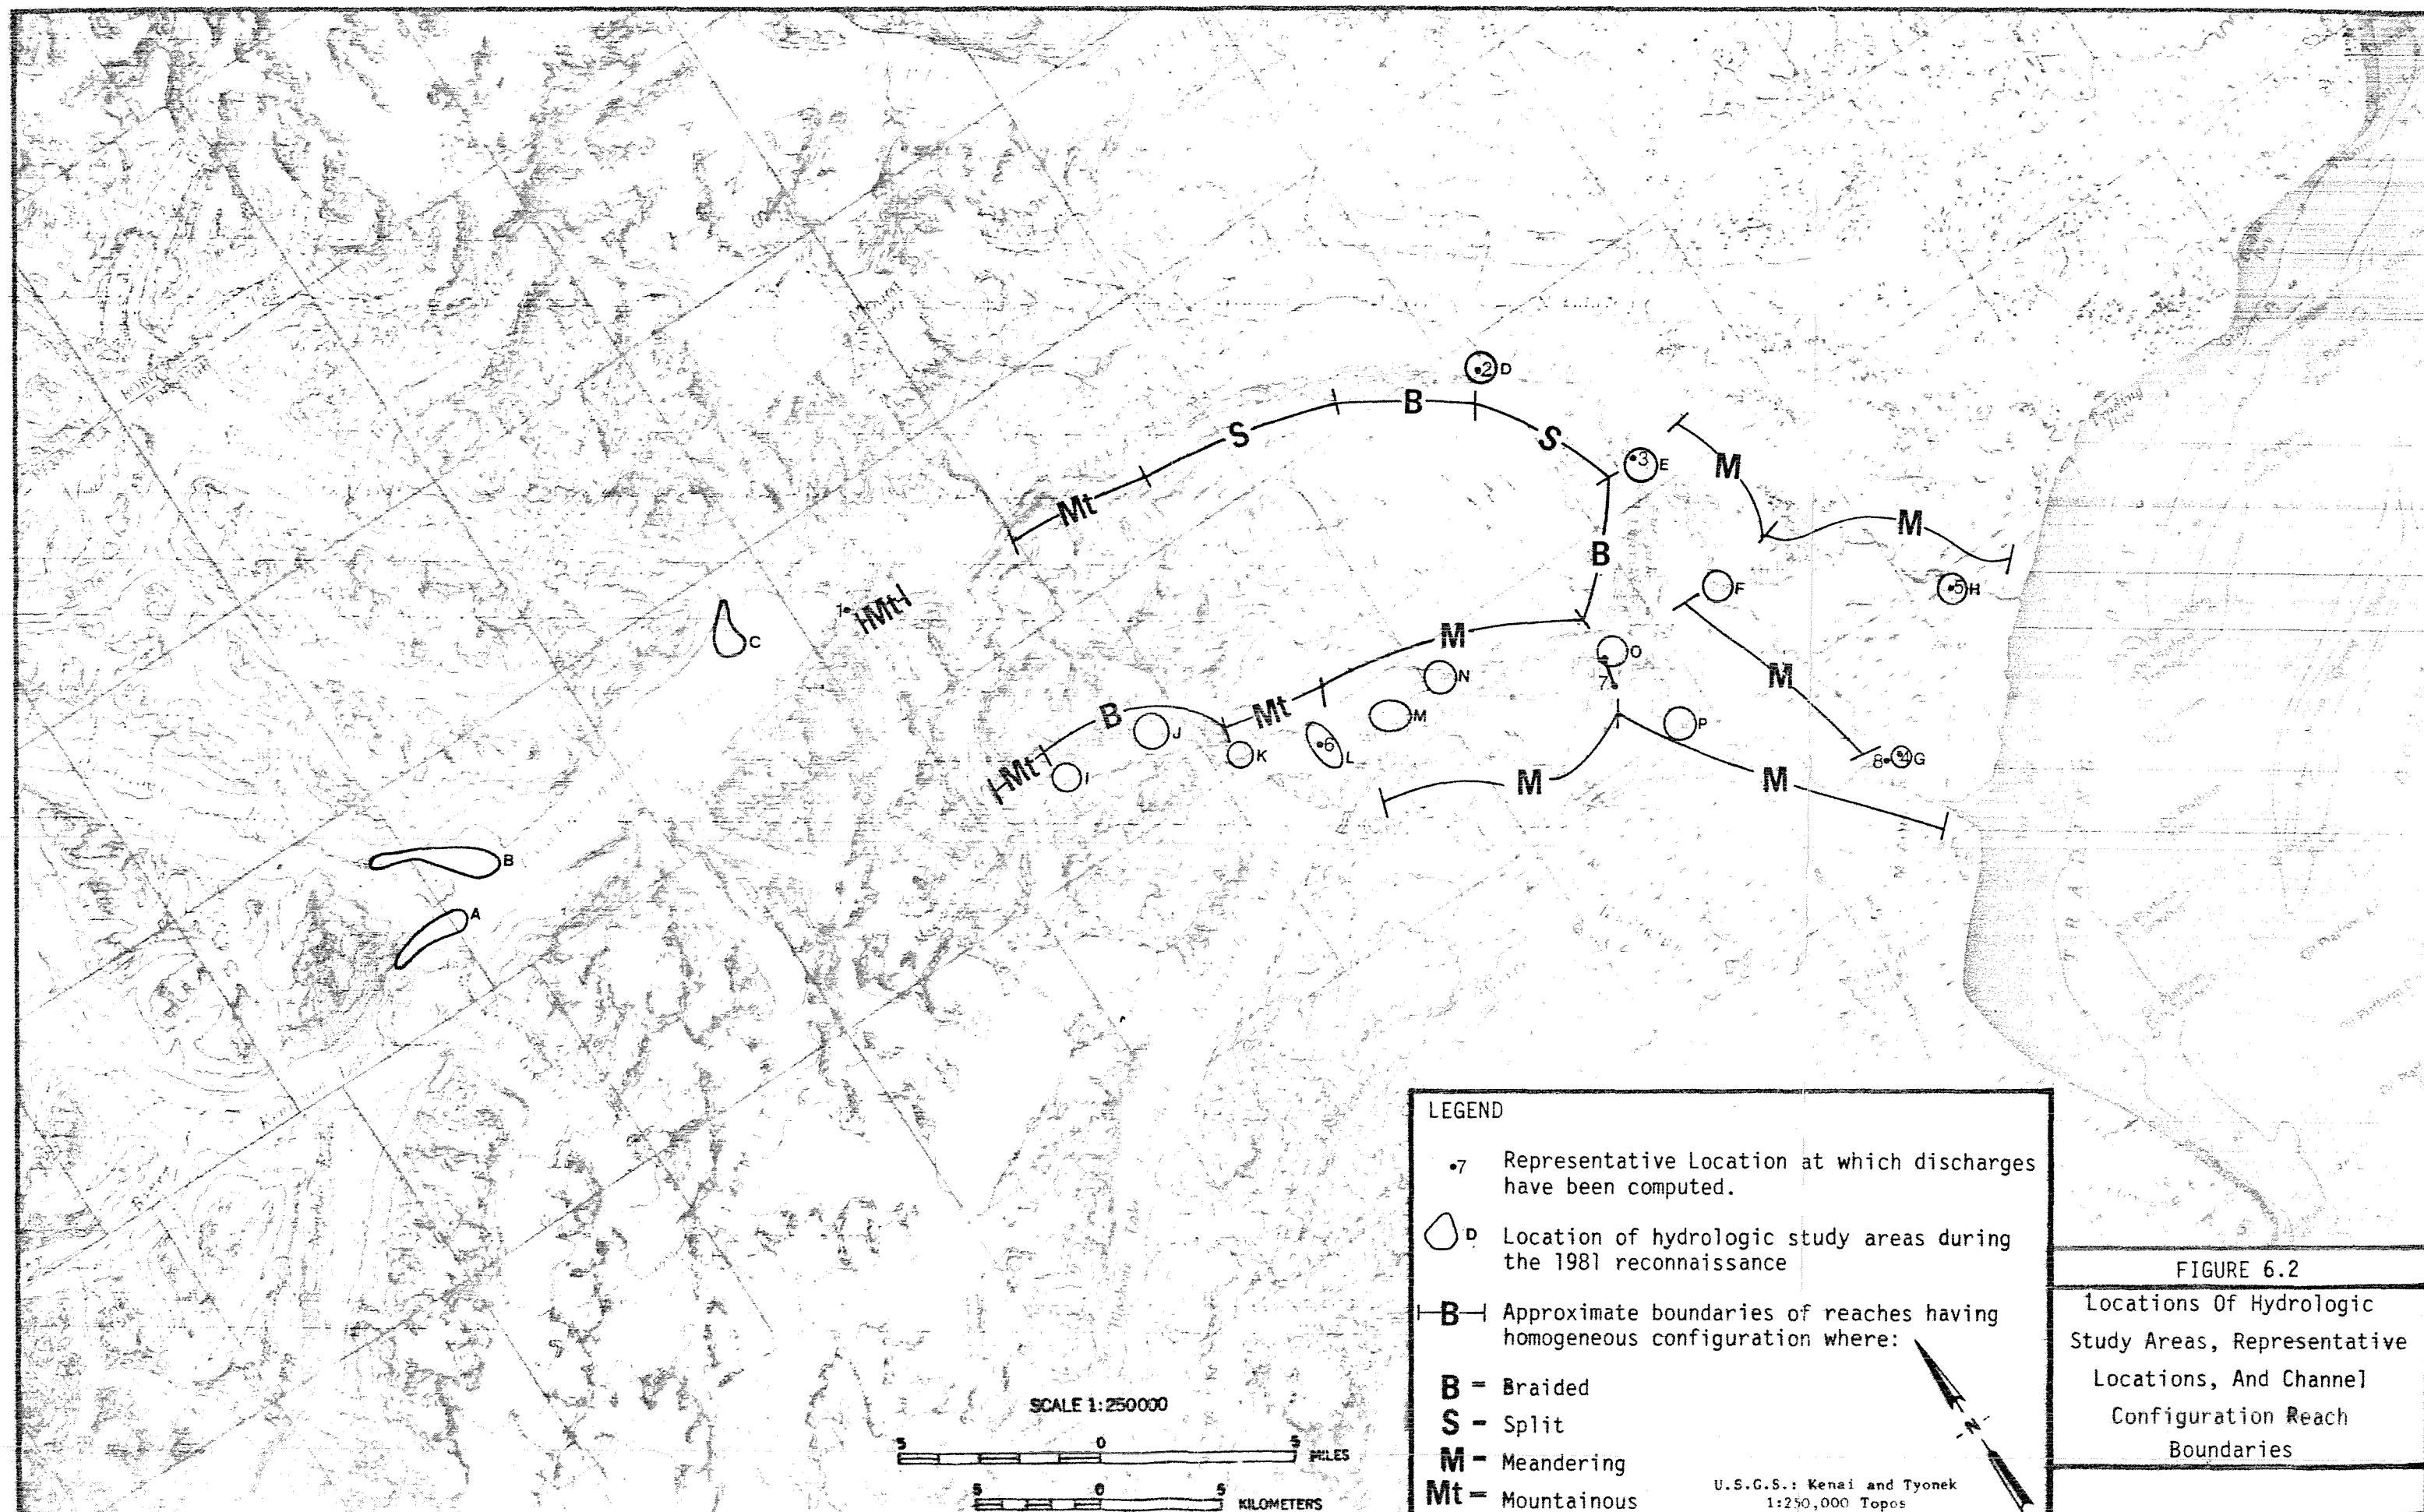 B
2 D
S
S
M
3 E
Mt
M
B
F
5 H
1
Mt
C
O
M
N
M
7
B
J
Mt
M
P
K
6
L
Mt
I
M
M
8 4 G
B
A
LEGEND
•7 Representative Location at which discharges
have been computed.
D Location of hydrologic study areas during
the 1981 reconnaissance
B Approximate boundaries of reaches having
homogeneous configuration where:
B = Braided
S - Split
M - Meandering
Mt = Mountainous
N
U.S.G.S.: Kenai and Tyonek
1:250,000 Topos
SCALE 1:250000
5 0 5 MILES
5 0 5 KILOMETERS
FIGURE 6.2
Locations Of Hydrologic
Study Areas, Representative
Locations, And Channel
Configuration Reach
Boundaries